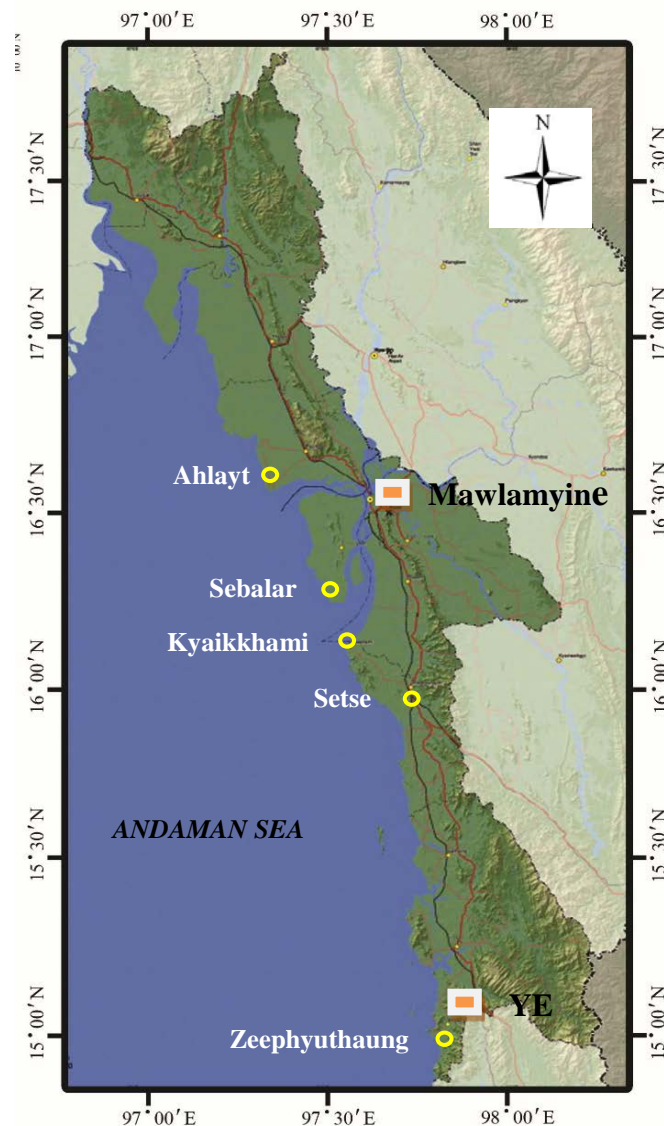 97°00′E 97°30′E 98°00′E
N
17°30′N 17°30′N
17°00′N 17°00′N
Ahlayt
Mawlamyine
16°30′N 16°30′N
Sebalar
Kyaikkhami
Setse
16°00′N 16°00′N
ANDAMAN SEA
15°30′N 15°30′N
YE
Zeephyuthaung
15°00′N 15°00′N
97°00′E 97°30′E 98°00′E